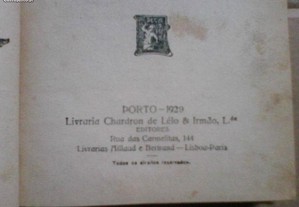 PORTO — 1929
Livraria Chardron de Lélo & Irmão, L.da
EDITORES
Rua das Carmelitas, 144
Livrarias Aillaud e Bertrand — Lisboa-Paris
Todos os direitos reservados.